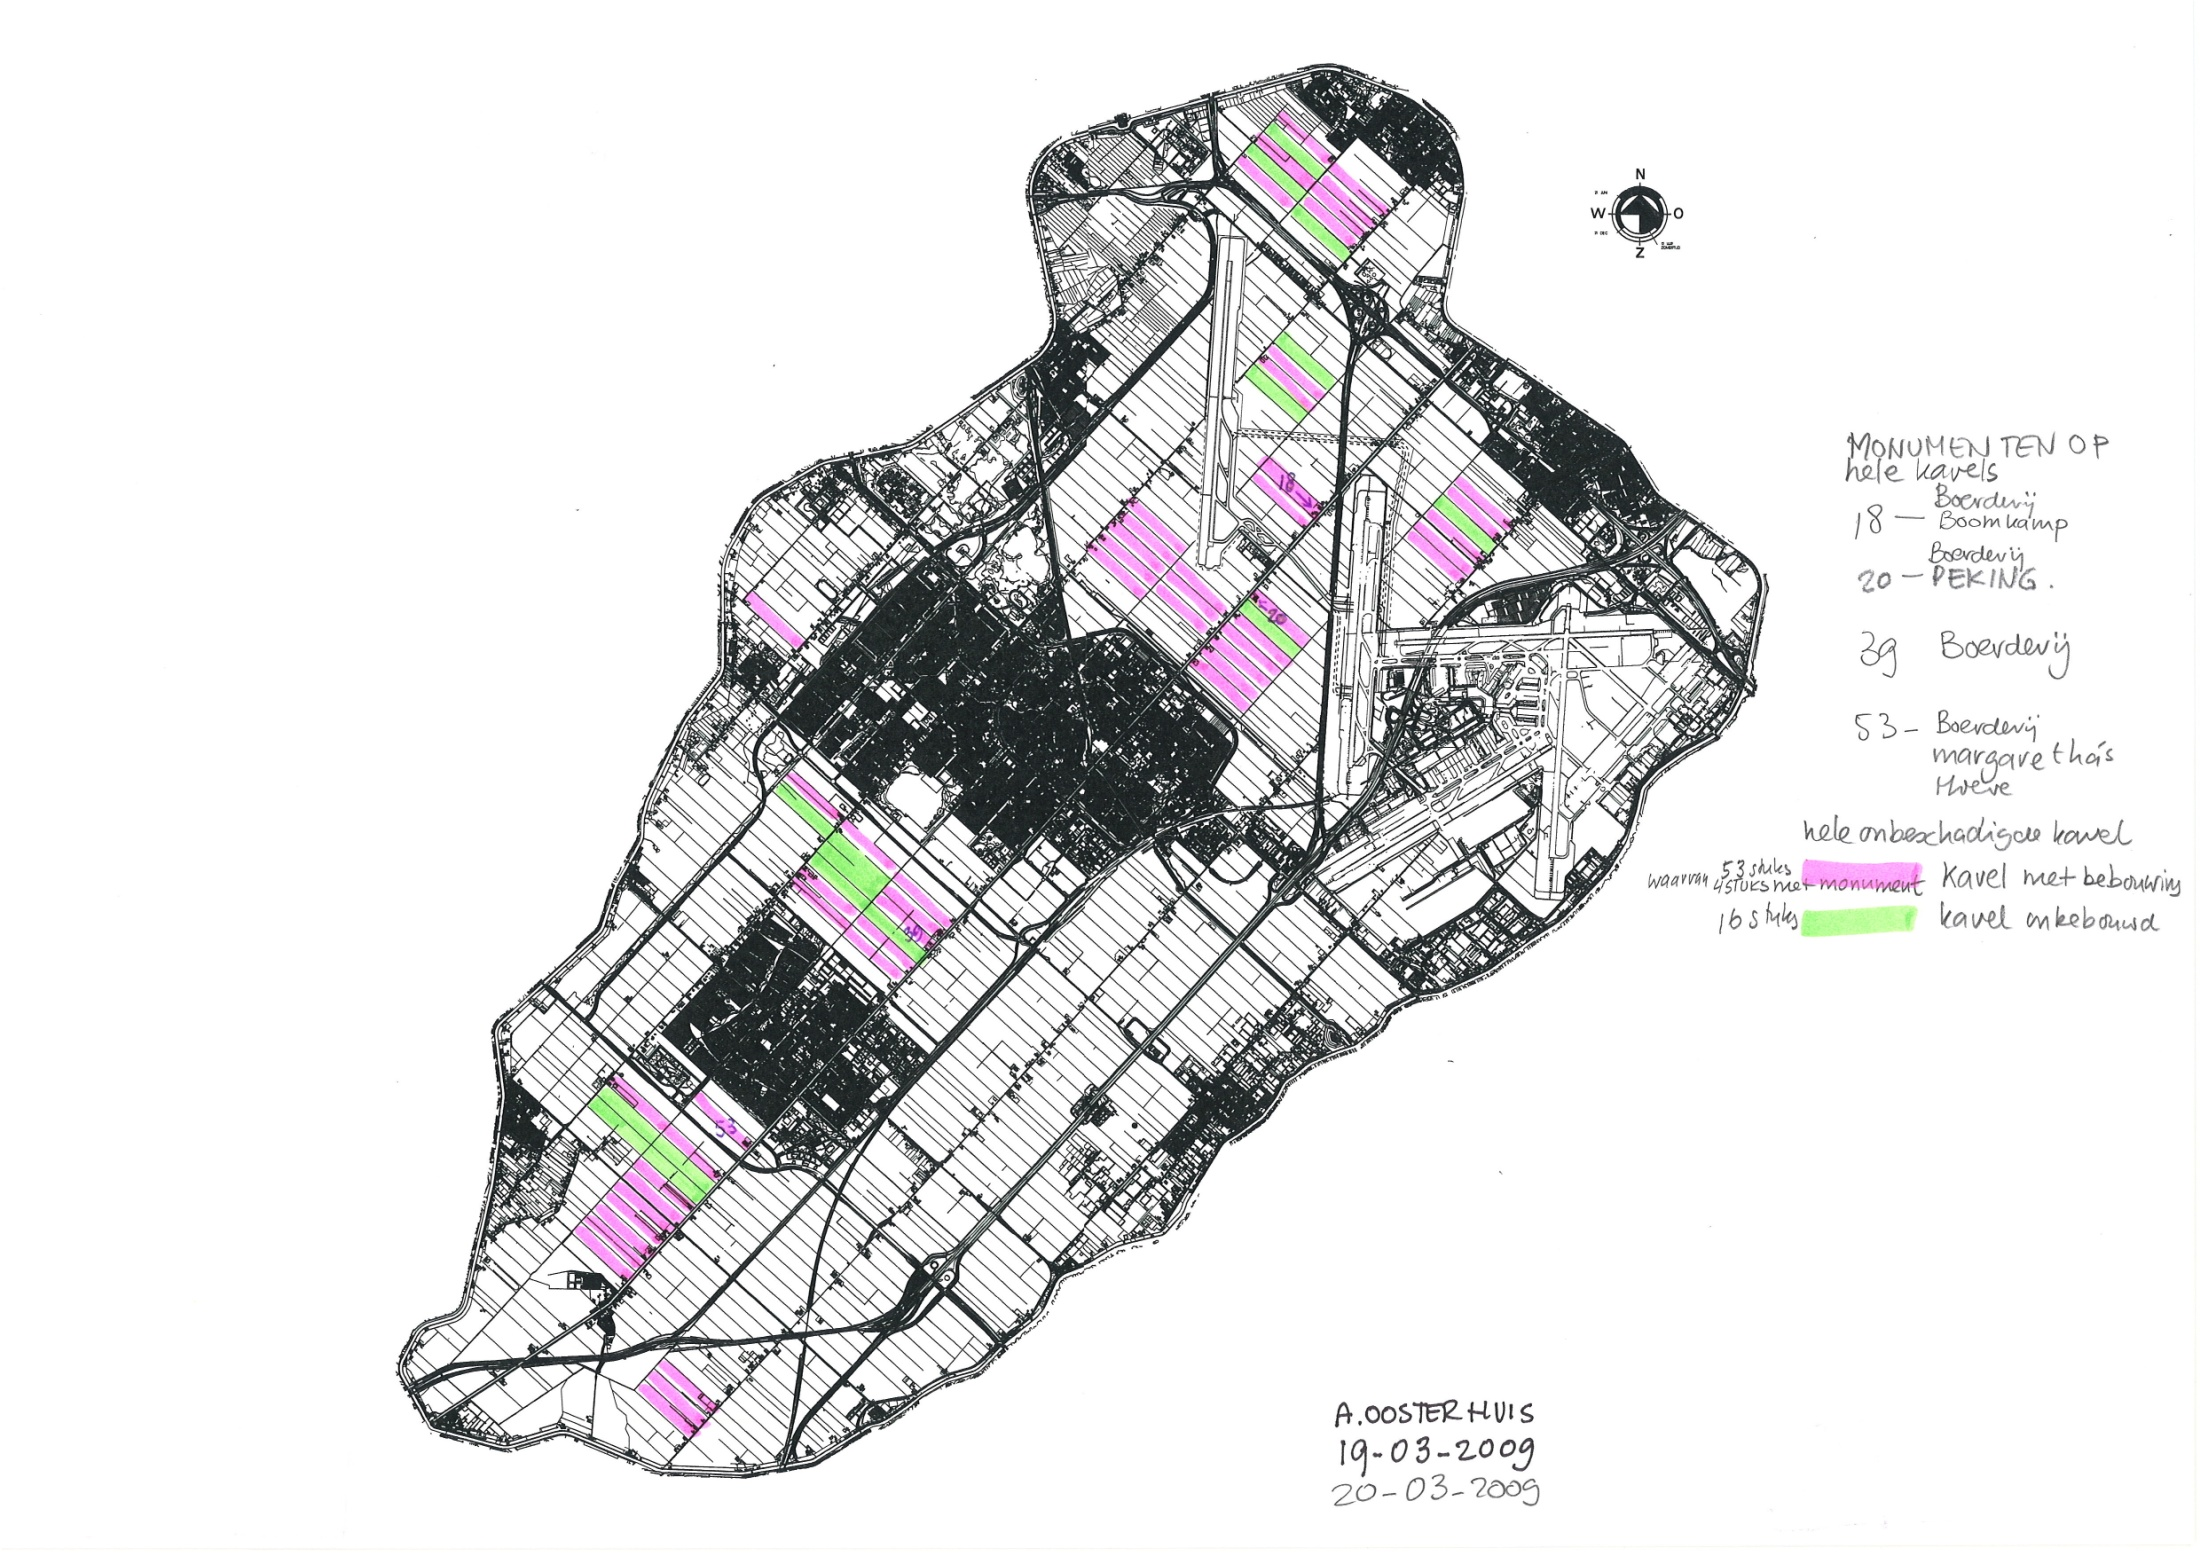 N
W
O
Z
18 →
20
39
53
MONUMENTEN OP
hele kavels
Boerderij
18 — Boomkamp
Boerderij
20 — PEKING.
39 Boerderij
53 - Boerderij
margaretha's
Hoeve
hele onbeschadigde kavel
53 stuks
waarvan 4 stuks met monument Kavel met bebouwing
16 stuks kavel onbebouwd
A. OOSTERHUIS
19-03-2009
20-03-2009